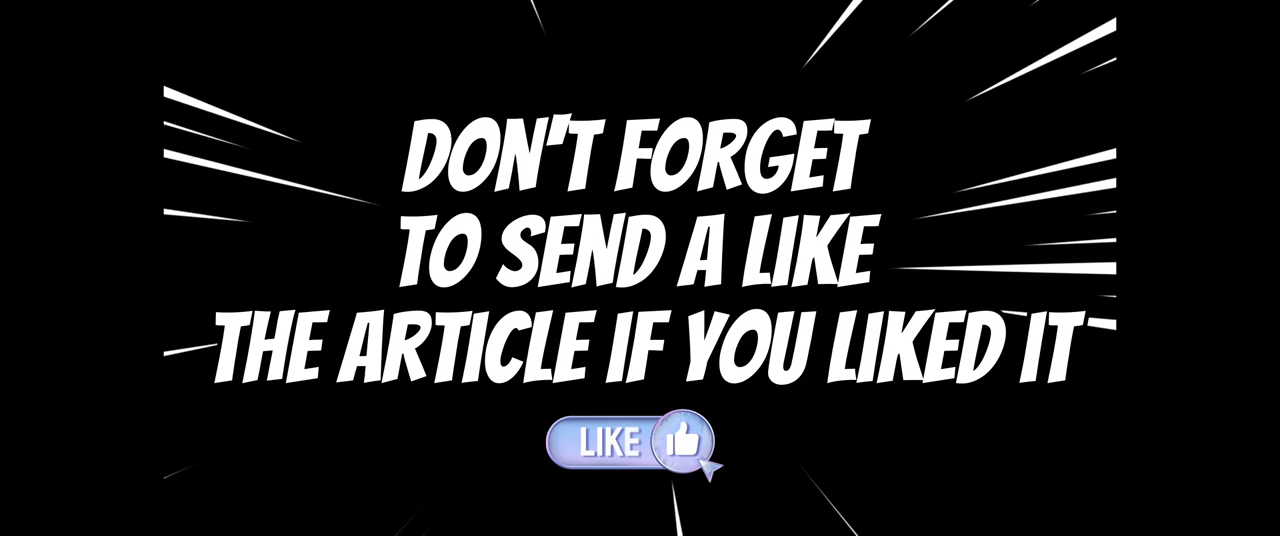 DON'T FORGET
TO SEND A LIKE
THE ARTICLE IF YOU LIKED IT
LIKE